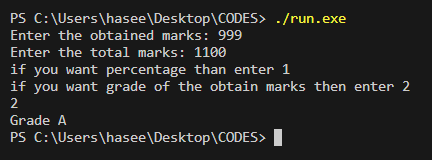 PS C:\Users\hasee\Desktop\CODES> ./run.exe
Enter the obtained marks: 999
Enter the total marks: 1100
if you want percentage than enter 1
if you want grade of the obtain marks then enter 2
2
Grade A
PS C:\Users\hasee\Desktop\CODES>